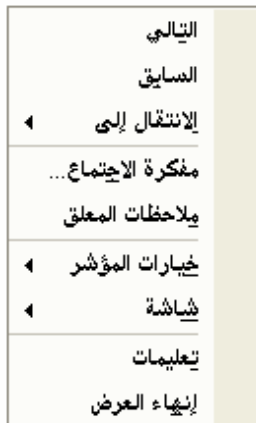 التالي
السابق
الانتقال إلى
مفكرة الاجتماع...
ملاحظات المعلق
خيارات المؤشر
شاشة
تعليمات
إنهاء العرض